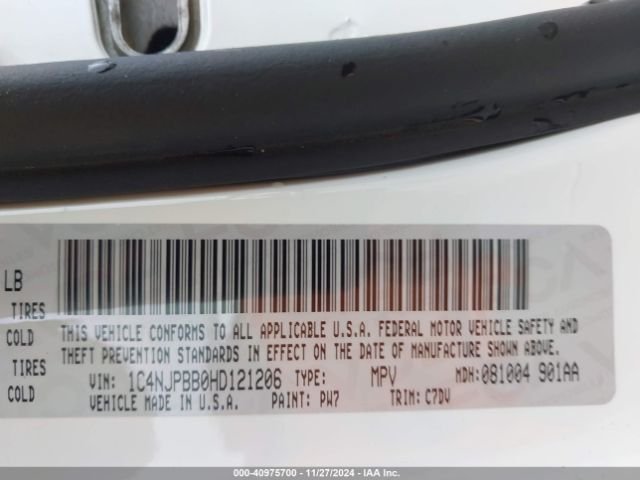 LB
TIRES
COLD
TIRES
COLD
THIS VEHICLE CONFORMS TO ALL APPLICABLE U.S.A. FEDERAL MOTOR VEHICLE SAFETY AND
THEFT PREVENTION STANDARDS IN EFFECT ON THE DATE OF MANUFACTURE SHOWN ABOVE.
VIN: 1C4NJPBB0HD121206 TYPE: MPV MDH: 081004 901AA
VEHICLE MADE IN U.S.A. PAINT: PW7 TRIM: C7DV
000-40975700 - 11/27/2024 - IAA Inc.